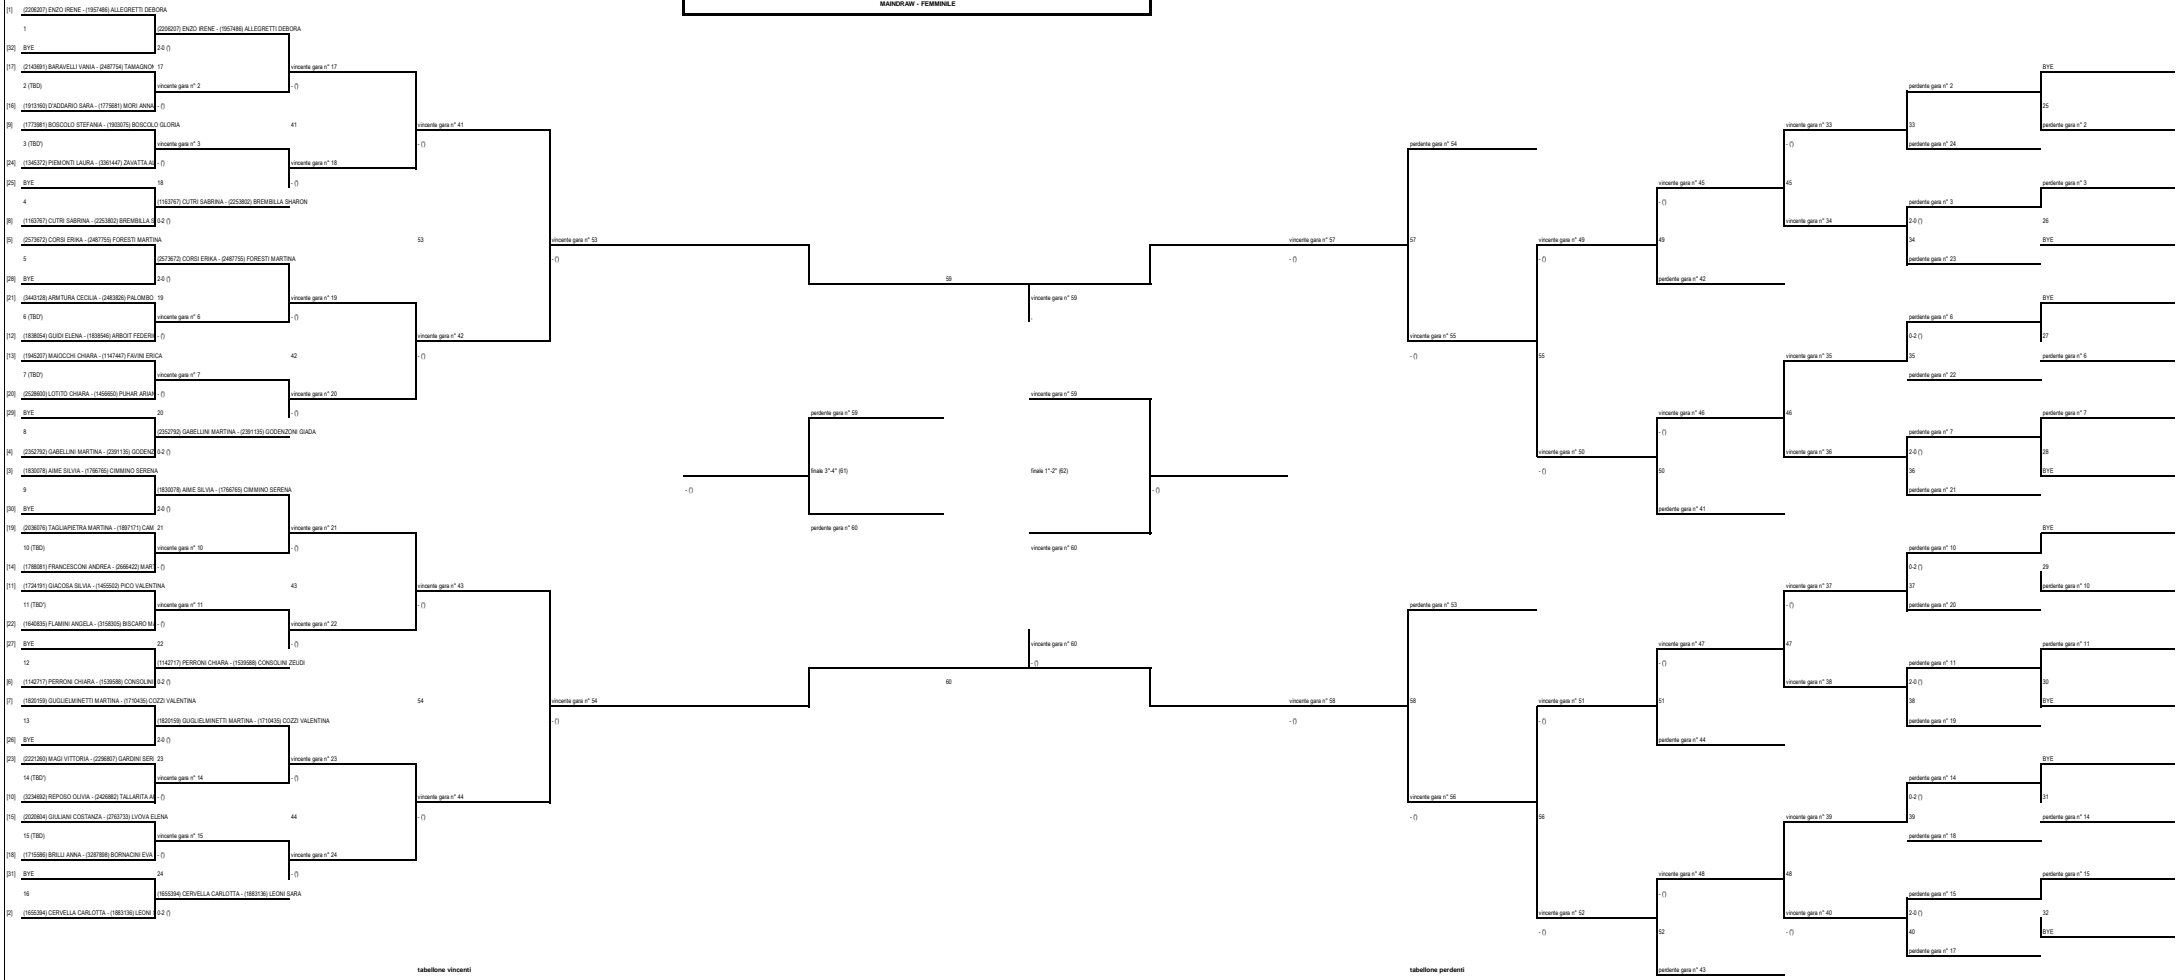 MAINDRAW - FEMMINILE
[1] (2206207) ENZO IRENE - (1957486) ALLEGRETTI DEBORA
1
(2206207) ENZO IRENE - (1957486) ALLEGRETTI DEBORA
[32] BYE
2-0 (')
[17] (2143691) BARAVELLI VANIA - (2487754) TAMAGNON
17
vincente gara n° 17
2 (TBD)
vincente gara n° 2
- (')
[16] (1913160) D'ADDARIO SARA - (1775681) MORI ANNA
- (')
[9] (1773981) BOSCOLO STEFANIA - (1903075) BOSCOLO GLORIA
41
vincente gara n° 41
3 (TBD')
vincente gara n° 3
- (')
[24] (1345372) PIEMONTI LAURA - (3361447) ZAVATTA AL
- (')
vincente gara n° 18
[25] BYE
18
- (')
4
(1163767) CUTRI SABRINA - (2253802) BREMBILLA SHARON
[8] (1163767) CUTRI SABRINA - (2253802) BREMBILLA S
0-2 (')
[5] (2573672) CORSI ERIKA - (2487755) FORESTI MARTINA
53
vincente gara n° 53
5
(2573672) CORSI ERIKA - (2487755) FORESTI MARTINA
- (')
[28] BYE
2-0 (')
[21] (3443128) ARMTURA CECILIA - (2483826) PALOMBO
19
vincente gara n° 19
6 (TBD')
vincente gara n° 6
- (')
[12] (1838054) GUIDI ELENA - (1838546) ARBOIT FEDERI
- (')
vincente gara n° 42
[13] (1945207) MAIOCCHI CHIARA - (1147447) FAVINI ERICA
42
- (')
7 (TBD')
vincente gara n° 7
[20] (2528600) LOTITO CHIARA - (1456650) PUHAR ARIAN
- (')
vincente gara n° 20
[29] BYE
20
- (')
8
(2352792) GABELLINI MARTINA - (2391135) GODENZONI GIADA
[4] (2352792) GABELLINI MARTINA - (2391135) GODENZ
0-2 (')
[3] (1830078) AIME SILVIA - (1766765) CIMMINO SERENA
9
(1830078) AIME SILVIA - (1766765) CIMMINO SERENA
[30] BYE
2-0 (')
[19] (2036076) TAGLIAPIETRA MARTINA - (1897171) CAM
21
vincente gara n° 21
10 (TBD)
vincente gara n° 10
- (')
[14] (1788081) FRANCESCONI ANDREA - (2666422) MART
- (')
[11] (1724191) GIACOSA SILVIA - (1455502) PICO VALENTINA
43
vincente gara n° 43
11 (TBD')
vincente gara n° 11
- (')
[22] (1640835) FLAMINI ANGELA - (3158305) BISCARO M
- (')
vincente gara n° 22
[27] BYE
22
- (')
12
(1142717) PERRONI CHIARA - (1539588) CONSOLINI ZEUDI
[6] (1142717) PERRONI CHIARA - (1539588) CONSOLINI
0-2 (')
[7] (1820159) GUGLIELMINETTI MARTINA - (1710435) COZZI VALENTINA
54
vincente gara n° 54
13
(1820159) GUGLIELMINETTI MARTINA - (1710435) COZZI VALENTINA
- (')
[26] BYE
2-0 (')
[23] (2221260) MAGI VITTORIA - (2296807) GARDINI SERI
23
vincente gara n° 23
14 (TBD')
vincente gara n° 14
- (')
[10] (3234692) REPOSO OLIVIA - (2426882) TALLARITA AL
- (')
vincente gara n° 44
[15] (2020604) GIULIANI COSTANZA - (2763733) LVOVA ELENA
44
- (')
15 (TBD)
vincente gara n° 15
[18] (1715586) BRILLI ANNA - (3287898) BORNACINI EVA
- (')
vincente gara n° 24
[31] BYE
24
- (')
16
(1655394) CERVELLA CARLOTTA - (1883136) LEONI SARA
[2] (1655394) CERVELLA CARLOTTA - (1883136) LEONI
0-2 (')
tabellone vincenti
59
vincente gara n° 59
-
perdente gara n° 59
vincente gara n° 59
finale 3°-4° (61)
finale 1°-2° (62)
- (')
- (')
perdente gara n° 60
vincente gara n° 60
vincente gara n° 60
- (')
60
vincente gara n° 57
- (')
vincente gara n° 58
- (')
perdente gara n° 54
57
vincente gara n° 55
- (')
perdente gara n° 53
58
vincente gara n° 56
- (')
vincente gara n° 49
- (')
55
vincente gara n° 50
- (')
vincente gara n° 51
- (')
56
vincente gara n° 52
- (')
vincente gara n° 45
- (')
49
perdente gara n° 42
vincente gara n° 46
- (')
50
perdente gara n° 41
vincente gara n° 47
- (')
51
perdente gara n° 44
vincente gara n° 48
- (')
52
perdente gara n° 43
vincente gara n° 33
- (')
45
vincente gara n° 34
vincente gara n° 35
46
vincente gara n° 36
vincente gara n° 37
- (')
47
vincente gara n° 38
vincente gara n° 39
48
vincente gara n° 40
- (')
perdente gara n° 2
33
perdente gara n° 24
perdente gara n° 3
2-0 (')
34
perdente gara n° 23
perdente gara n° 6
0-2 (')
35
perdente gara n° 22
perdente gara n° 7
2-0 (')
36
perdente gara n° 21
perdente gara n° 10
0-2 (')
37
perdente gara n° 20
perdente gara n° 11
2-0 (')
38
perdente gara n° 19
perdente gara n° 14
0-2 (')
39
perdente gara n° 18
perdente gara n° 15
2-0 (')
40
perdente gara n° 17
BYE
25
perdente gara n° 2
perdente gara n° 3
26
BYE
BYE
27
perdente gara n° 6
perdente gara n° 7
28
BYE
BYE
29
perdente gara n° 10
perdente gara n° 11
30
BYE
BYE
31
perdente gara n° 14
perdente gara n° 15
32
BYE
tabellone perdenti